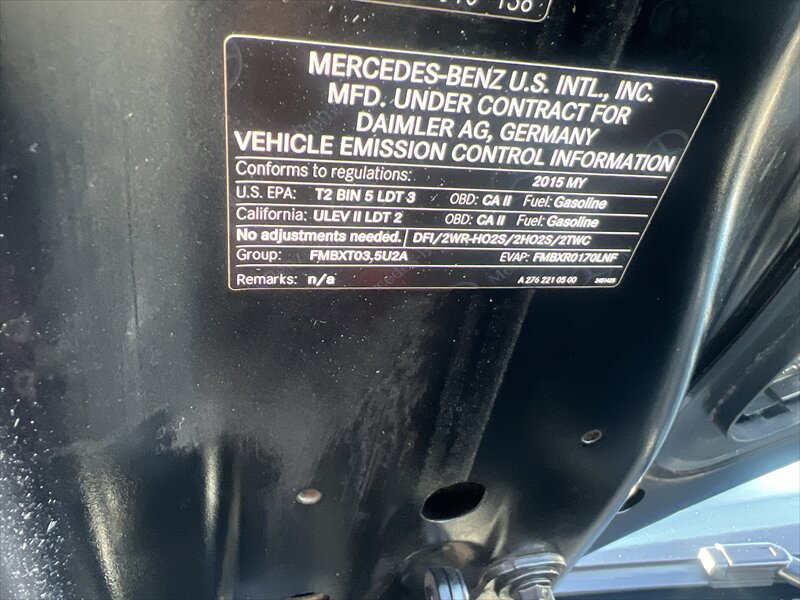 MERCEDES-BENZ U.S. INTL., INC.
MFD. UNDER CONTRACT FOR
DAIMLER AG, GERMANY
VEHICLE EMISSION CONTROL INFORMATION
Conforms to regulations: 2015 MY
U.S. EPA: T2 BIN 5 LDT 3 OBD: CA II Fuel: Gasoline
California: ULEV II LDT 2 OBD: CA II Fuel: Gasoline
No adjustments needed. DFI/2WR-HO2S/2HO2S/2TWC
Group: FMBXT03,5U2A EVAP: FMBXR0170LNF
Remarks: n/a A 276 221 05 00